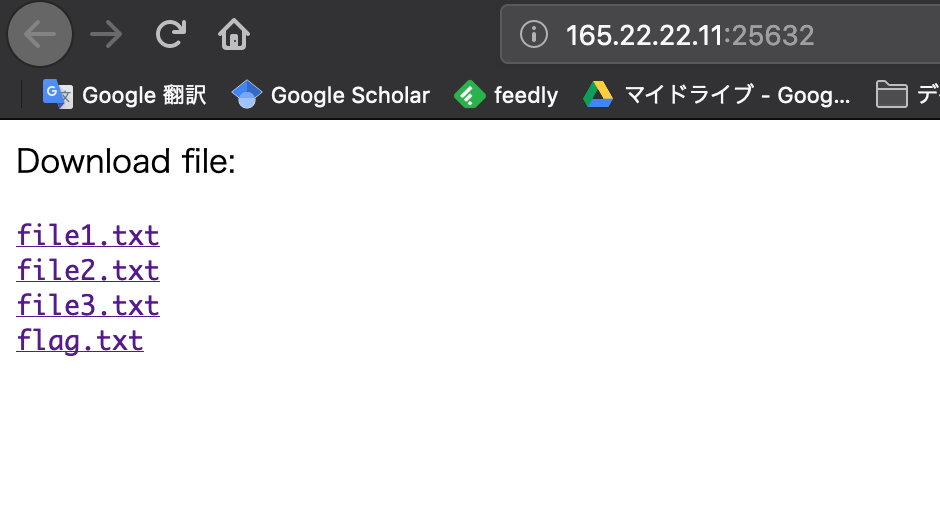 165.22.22.11:25632
Google 翻訳 Google Scholar feedly マイドライブ - Goog... デ
Download file:
file1.txt
file2.txt
file3.txt
flag.txt